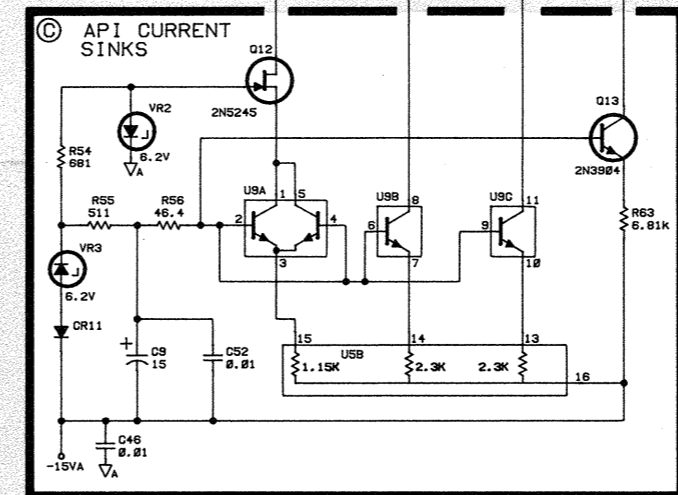 © API CURRENT
SINKS
Q12
2N5245
VR2
6.2V
A
Q13
2N3904
R54
681
R55
511
R56
46.4
U9A
1 5
2
4
3
U9B
8
6
7
U9C
11
9
10
R63
6.81k
VR3
6.2V
CR11
C9
15
+
C52
0.01
15
14
13
U5B
1.15K
2.3K
2.3K
16
C46
0.01
-15VA
A